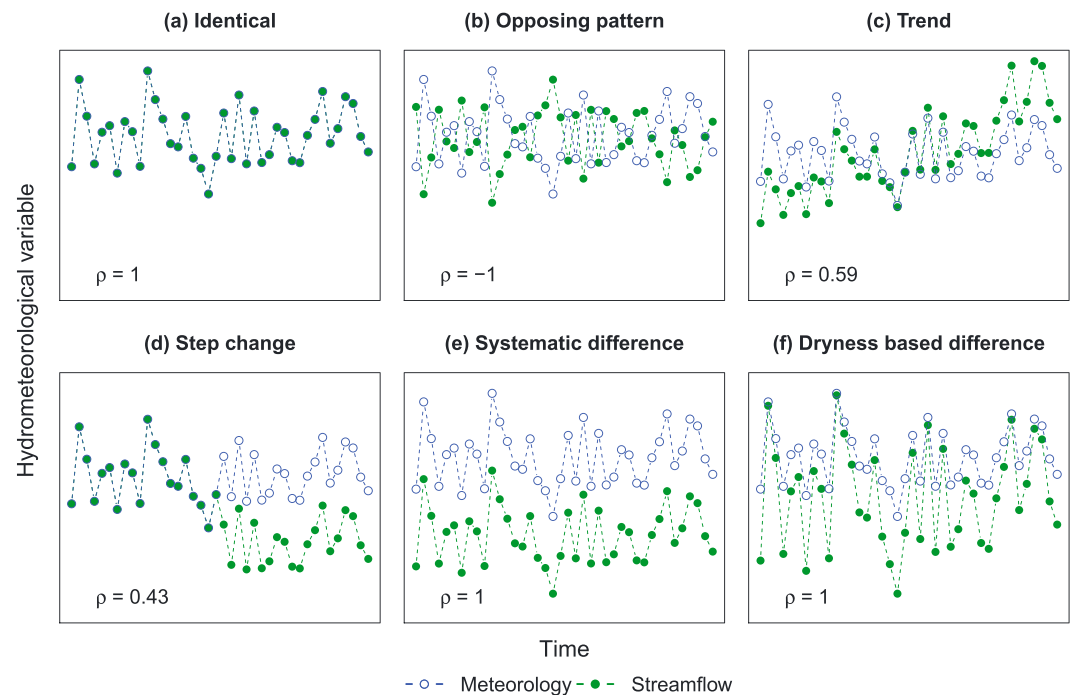 (a) Identical
(b) Opposing pattern
(c) Trend
ρ = 1
ρ = −1
ρ = 0.59
Hydrometeorological variable
(d) Step change
(e) Systematic difference
(f) Dryness based difference
ρ = 0.43
ρ = 1
ρ = 1
Time
Meteorology
Streamflow